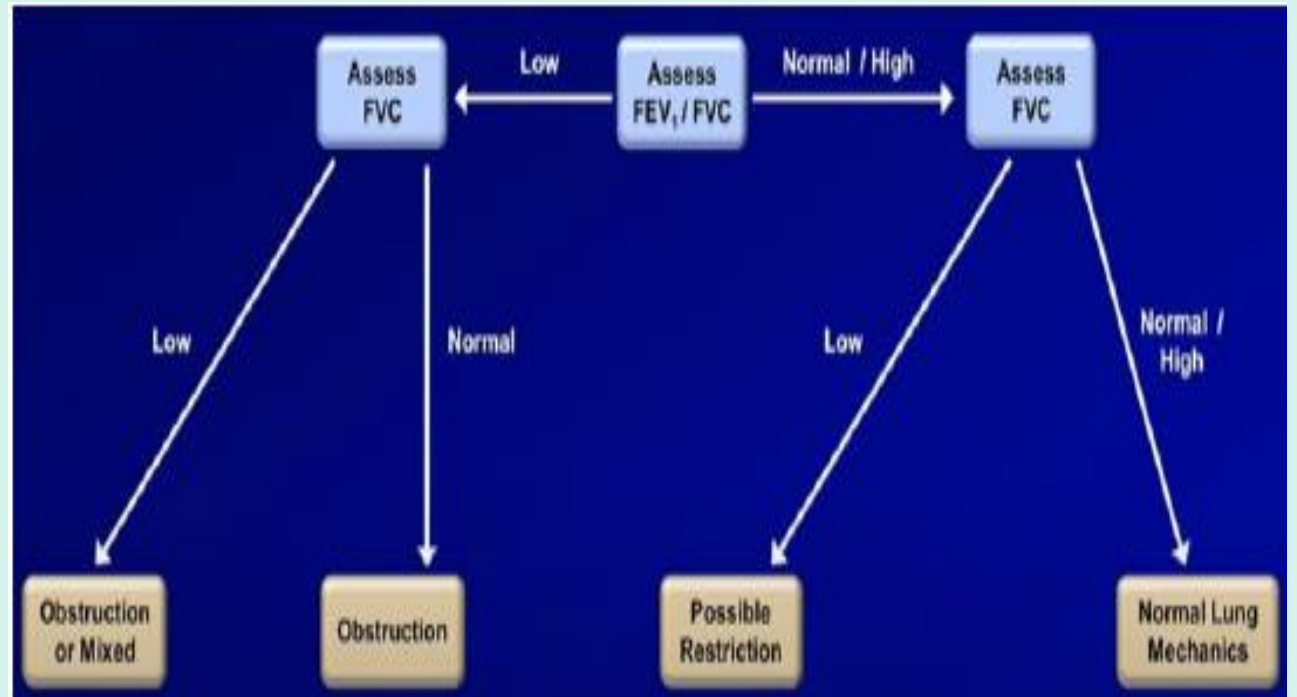 Assess
FVC
Low
Assess
FEV₁ / FVC
Normal / High
Assess
FVC
Low
Normal
Low
Normal /
High
Obstruction
or Mixed
Obstruction
Possible
Restriction
Normal Lung
Mechanics